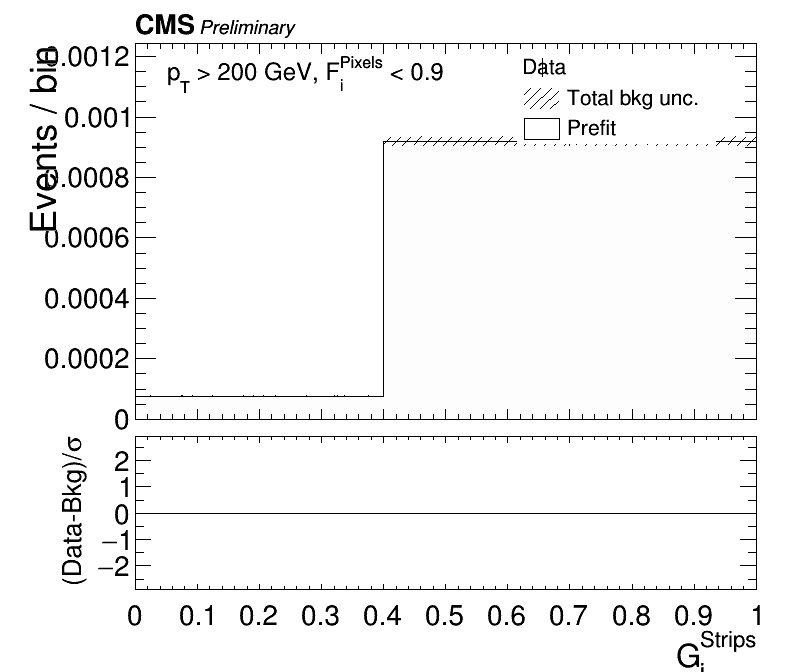 CMS Preliminary
p_T > 200 GeV, F_i^Pixels < 0.9
Data
Total bkg unc.
Prefit
Events / bin
0.0012
0.001
0.0008
0.0006
0.0004
0.0002
0
(Data-Bkg)/σ
2
1
0
−1
−2
0 0.1 0.2 0.3 0.4 0.5 0.6 0.7 0.8 0.9 1
G_i^Strips